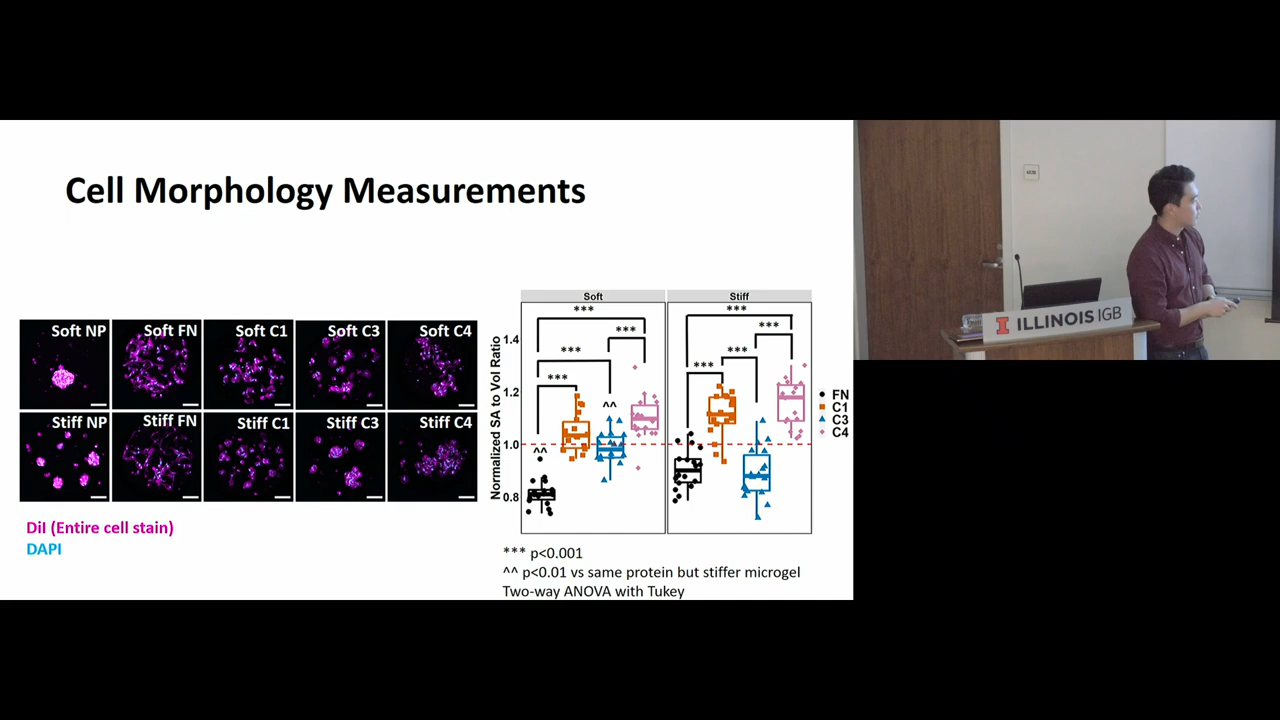 Cell Morphology Measurements
Soft NP
Soft FN
Soft C1
Soft C3
Soft C4
Stiff NP
Stiff FN
Stiff C1
Stiff C3
Stiff C4
DiI (Entire cell stain)
DAPI
Soft
Stiff
Normalized SA to Vol Ratio
1.4
1.2
1.0
0.8
***
***
***
***
^^
^^
***
***
***
***
FN
C1
C3
C4
*** p<0.001
^^ p<0.01 vs same protein but stiffer microgel
Two-way ANOVA with Tukey
I ILLINOIS IGB